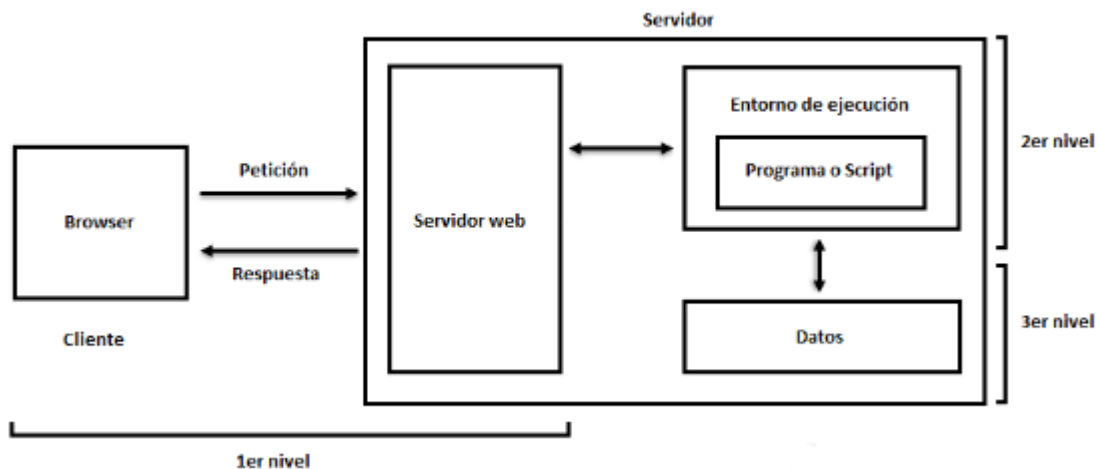 Servidor
Entorno de ejecución
Programa o Script
2er nivel
Petición
Browser
Servidor web
Respuesta
Cliente
Datos
3er nivel
1er nivel